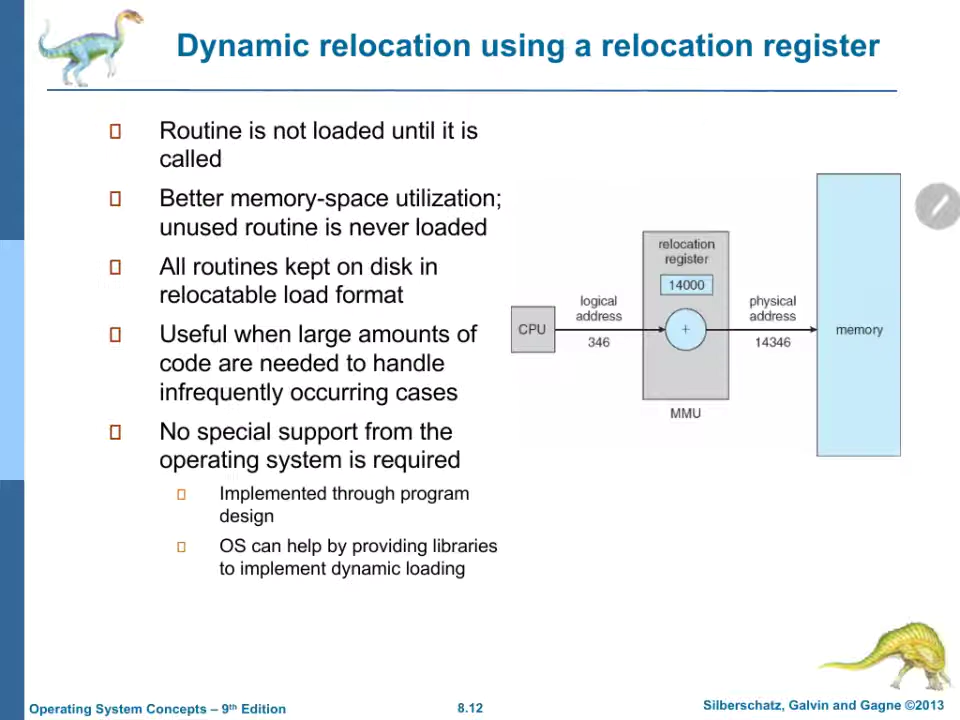 Dynamic relocation using a relocation register
Routine is not loaded until it is
called
Better memory-space utilization;
unused routine is never loaded
All routines kept on disk in
relocatable load format
Useful when large amounts of
code are needed to handle
infrequently occurring cases
No special support from the
operating system is required
Implemented through program
design
OS can help by providing libraries
to implement dynamic loading
CPU
logical
address
346
relocation
register
14000
+
MMU
physical
address
14346
memory
Operating System Concepts – 9th Edition
8.12
Silberschatz, Galvin and Gagne ©2013